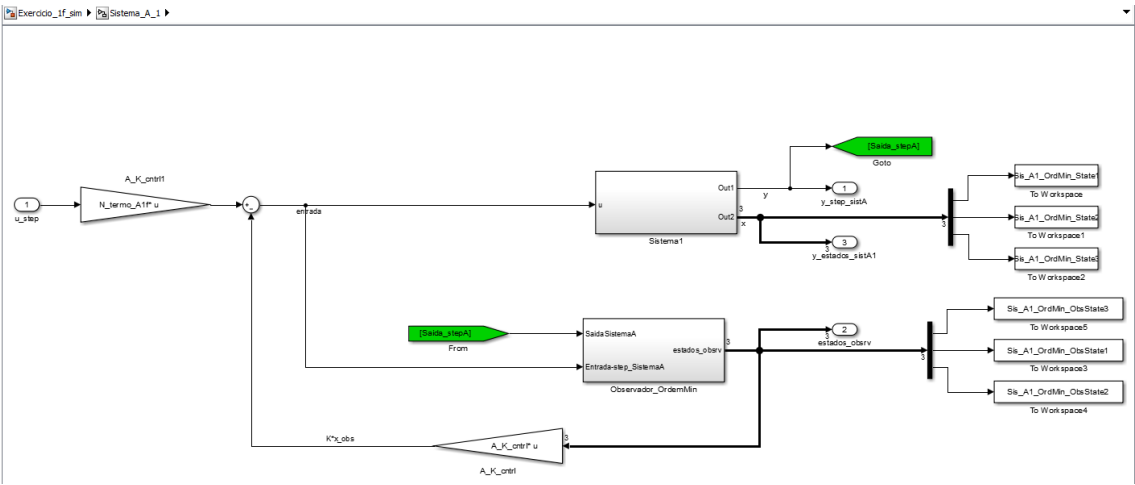 Exercicio_1f_sim Sistema_A_1
A_K_cntrl1
1
u_step
N_termo_A1f* u
entrada
K*x_obs
A_K_cntrl* u
3
A_K_cntrl
u
Out1
Out2
Sistema1
y
3
x
[Saida_stepA]
Goto
1
y_step_sistA
3
3
y_estados_sistA1
3
Sis_A1_OrdMin_State1
To Workspace
Sis_A1_OrdMin_State2
To Workspace1
Sis_A1_OrdMin_State3
To Workspace2
[Saida_stepA]
From
SaidaSistemaA
Entrada-step_SistemaA
estados_obsrv
Observador_OrdemMin
3
2
3
estados_obsrv
3
Sis_A1_OrdMin_ObsState3
To Workspace5
Sis_A1_OrdMin_ObsState1
To Workspace3
Sis_A1_OrdMin_ObsState2
To Workspace4